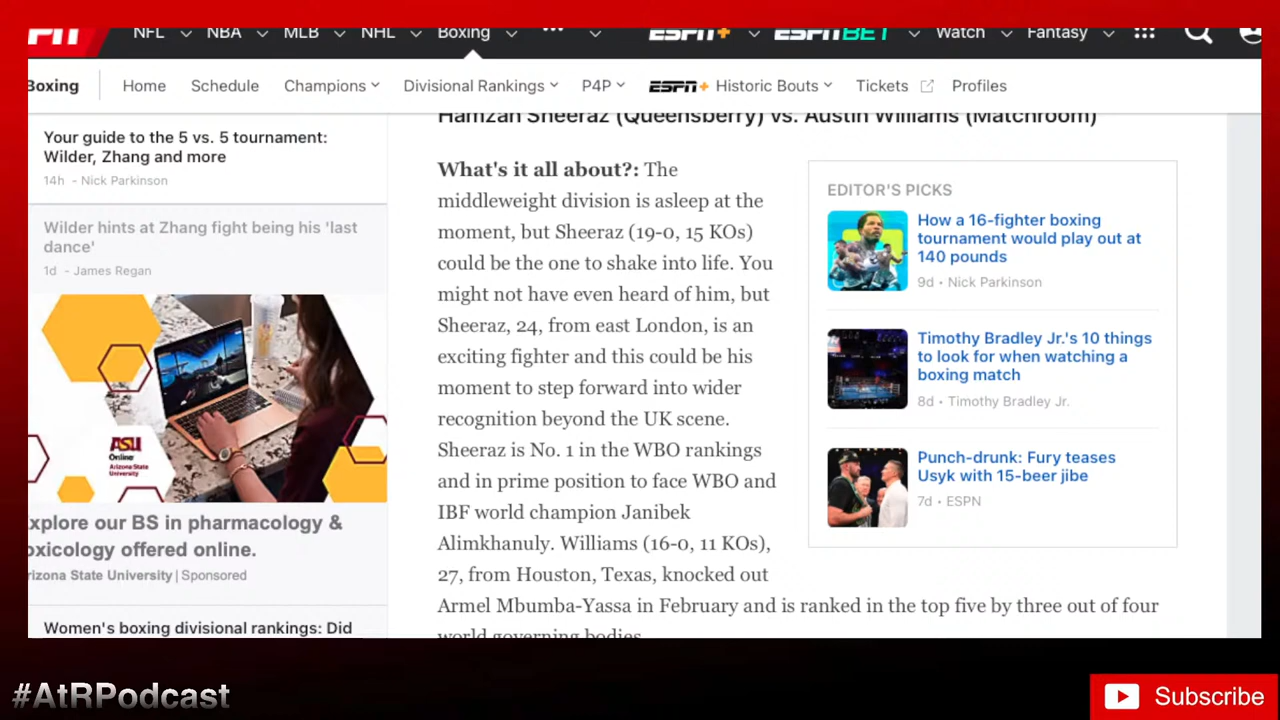 NFL NBA MLB NHL Boxing ... ESPN+ ESPN BET Watch Fantasy
Boxing Home Schedule Champions Divisional Rankings P4P ESPN+ Historic Bouts Tickets Profiles
Your guide to the 5 vs. 5 tournament:
Wilder, Zhang and more
14h - Nick Parkinson
Wilder hints at Zhang fight being his 'last
dance'
1d - James Regan
ASU
Online
Arizona State
University
xplore our BS in pharmacology &
oxicology offered online.
rizona State University | Sponsored
Women's boxing divisional rankings: Did
Hamzah Sheeraz (Queensberry) vs. Austin Williams (Matchroom)
What's it all about?: The
middleweight division is asleep at the
moment, but Sheeraz (19-0, 15 KOs)
could be the one to shake into life. You
might not have even heard of him, but
Sheeraz, 24, from east London, is an
exciting fighter and this could be his
moment to step forward into wider
recognition beyond the UK scene.
Sheeraz is No. 1 in the WBO rankings
and in prime position to face WBO and
IBF world champion Janibek
Alimkhanuly. Williams (16-0, 11 KOs),
27, from Houston, Texas, knocked out
Armel Mbumba-Yassa in February and is ranked in the top five by three out of four
world governing bodies.
EDITOR'S PICKS
How a 16-fighter boxing
tournament would play out at
140 pounds
9d • Nick Parkinson
Timothy Bradley Jr.'s 10 things
to look for when watching a
boxing match
8d • Timothy Bradley Jr.
Punch-drunk: Fury teases
Usyk with 15-beer jibe
7d • ESPN
#AtRPodcast
Subscribe